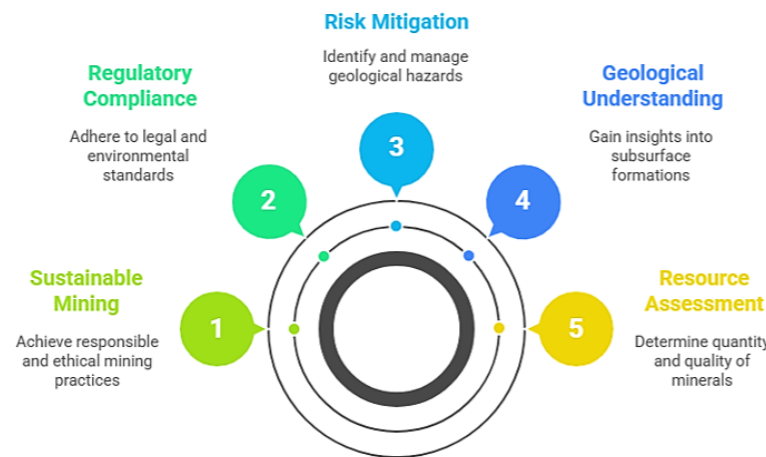 Risk Mitigation
Identify and manage
geological hazards
3
Regulatory
Compliance
Adhere to legal and
environmental
standards
2
Geological
Understanding
Gain insights into
subsurface
formations
4
Sustainable
Mining
Achieve responsible
and ethical mining
practices
1
Resource
Assessment
Determine quantity
and quality of
minerals
5